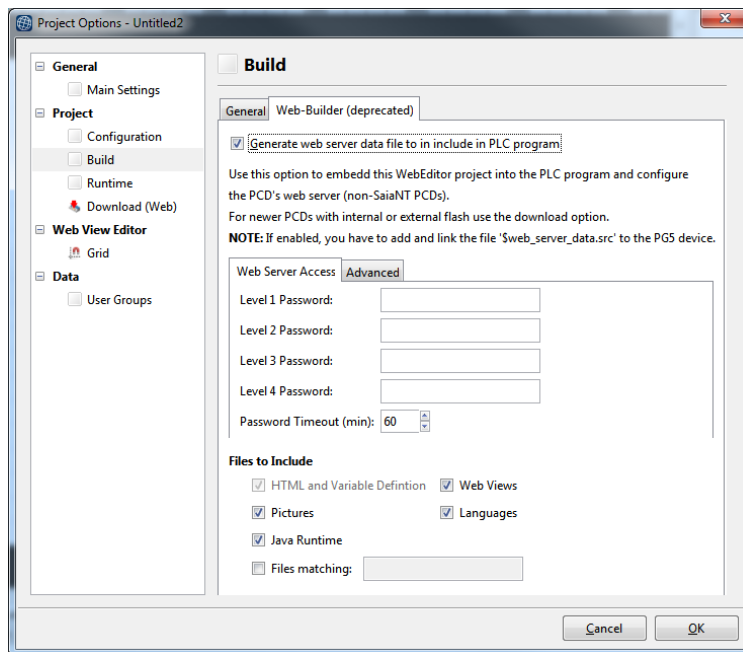 Project Options - Untitled2
General
Main Settings
Project
Configuration
Build
Runtime
Download (Web)
Web View Editor
Grid
Data
User Groups
Build
General Web-Builder (deprecated)
Generate web server data file to in include in PLC program
Use this option to embedd this WebEditor project into the PLC program and configure
the PCD's web server (non-SaiaNT PCDs).
For newer PCDs with internal or external flash use the download option.
NOTE: If enabled, you have to add and link the file '$web_server_data.src' to the PG5 device.
Web Server Access Advanced
Level 1 Password:
Level 2 Password:
Level 3 Password:
Level 4 Password:
Password Timeout (min): 60
Files to Include
HTML and Variable Defintion Web Views
Pictures Languages
Java Runtime
Files matching:
Cancel OK